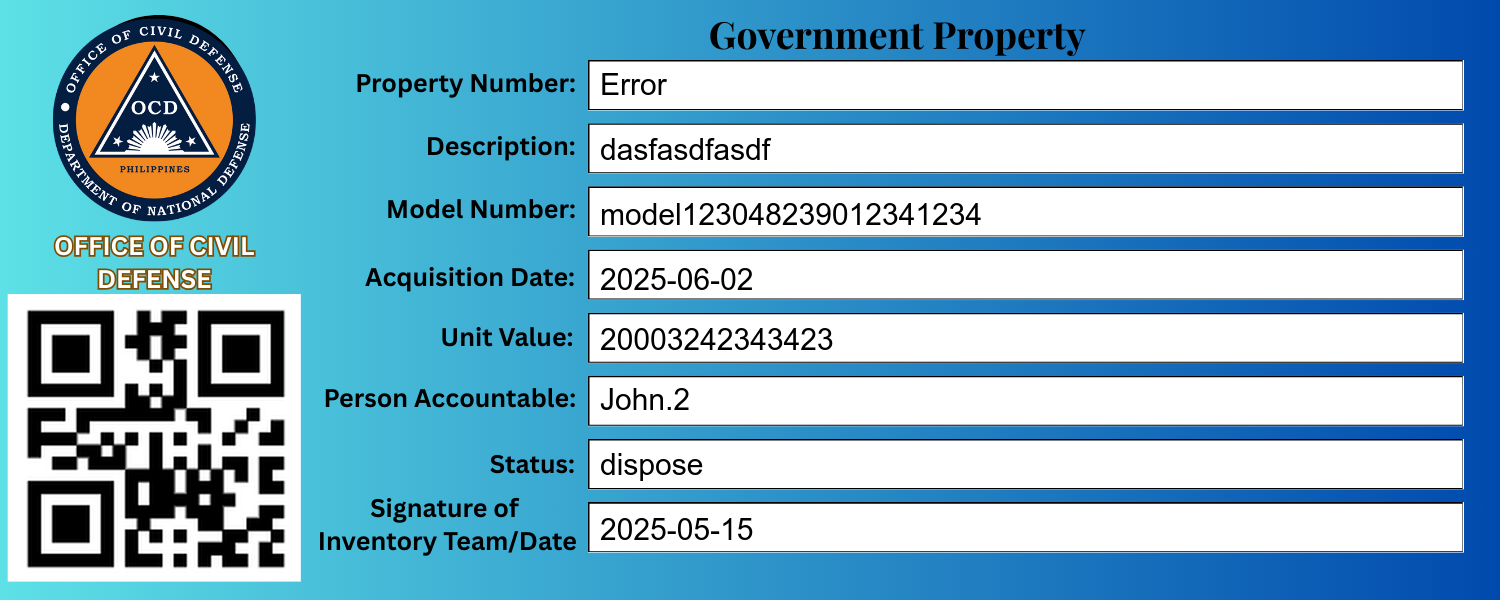 OFFICE OF CIVIL DEFENSE
OCD
PHILIPPINES
DEPARTMENT OF NATIONAL DEFENSE
OFFICE OF CIVIL
DEFENSE
Government Property
Property Number: Error
Description: dasfasdfasdf
Model Number: model123048239012341234
Acquisition Date: 2025-06-02
Unit Value: 20003242343423
Person Accountable: John.2
Status: dispose
Signature of
Inventory Team/Date 2025-05-15